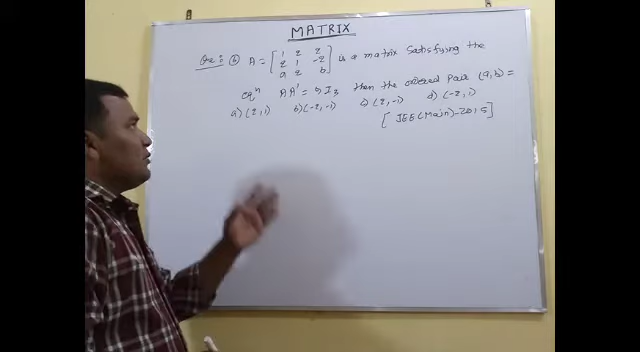 MATRIX
Que: 6 A = [1 2 2
2 1 -2
a 2 b] is a matrix satisfying the
eqn AA' = 9I3 then the ordered pair (a, b) =
a) (2, 1) b) (-2, -1) c) (2, -1) d) (-2, 1)
[JEE (Main)-2015]